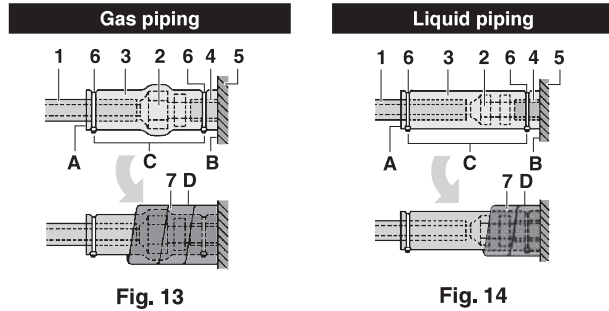 Gas piping
Liquid piping
1 6 3 2 6 4 5
1 6 3 2 6 4 5
A C B
A C B
7 D
7 D
Fig. 13
Fig. 14